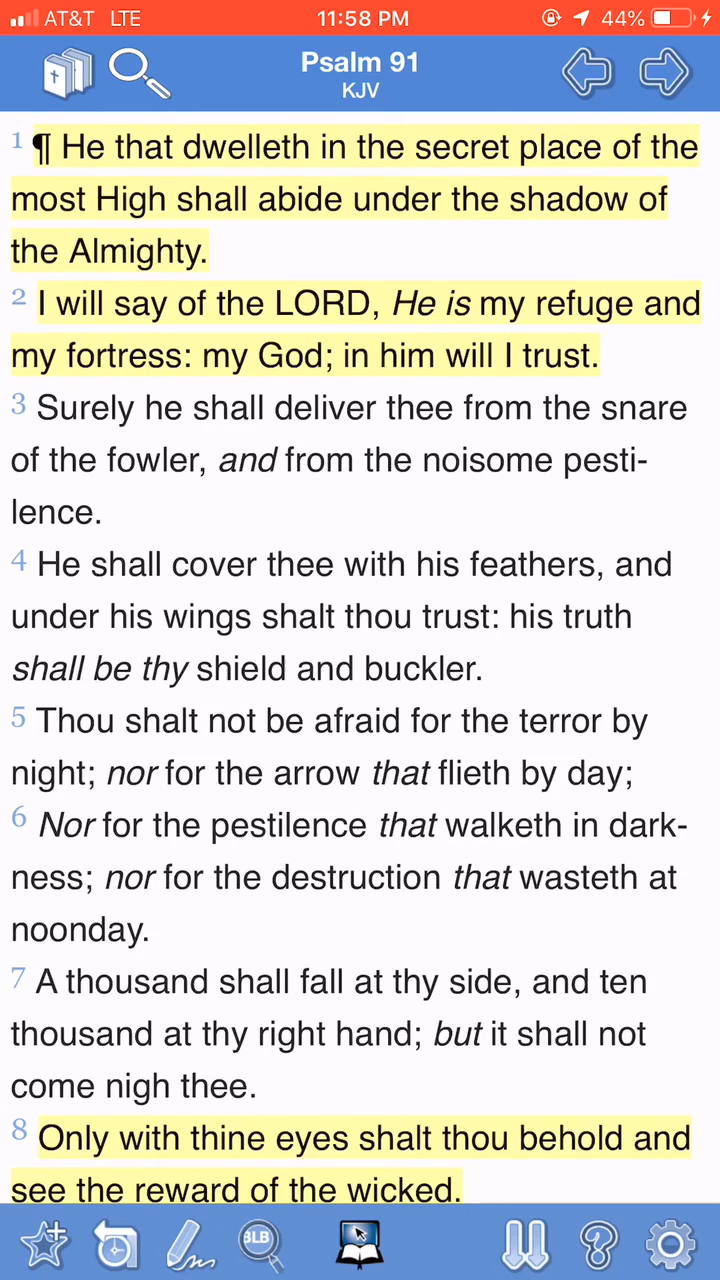 AT&T LTE 11:58 PM 44%
Psalm 91
KJV
1 ¶ He that dwelleth in the secret place of the
most High shall abide under the shadow of
the Almighty.
2 I will say of the LORD, He is my refuge and
my fortress: my God; in him will I trust.
3 Surely he shall deliver thee from the snare
of the fowler, and from the noisome pesti-
lence.
4 He shall cover thee with his feathers, and
under his wings shalt thou trust: his truth
shall be thy shield and buckler.
5 Thou shalt not be afraid for the terror by
night; nor for the arrow that flieth by day;
6 Nor for the pestilence that walketh in dark-
ness; nor for the destruction that wasteth at
noonday.
7 A thousand shall fall at thy side, and ten
thousand at thy right hand; but it shall not
come nigh thee.
8 Only with thine eyes shalt thou behold and
see the reward of the wicked.
BLB